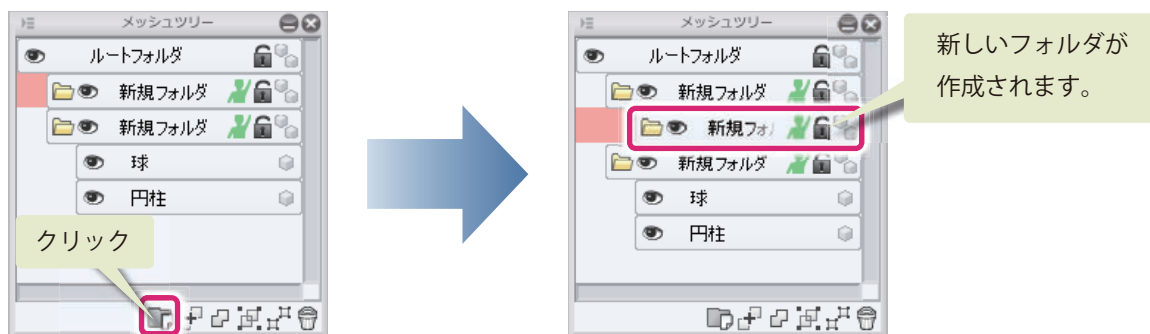 メッシュツリー
ルートフォルダ
新規フォルダ
新規フォルダ
球
円柱
クリック
メッシュツリー
ルートフォルダ
新規フォルダ
新規フォル
新規フォルダ
球
円柱
新しいフォルダが
作成されます。